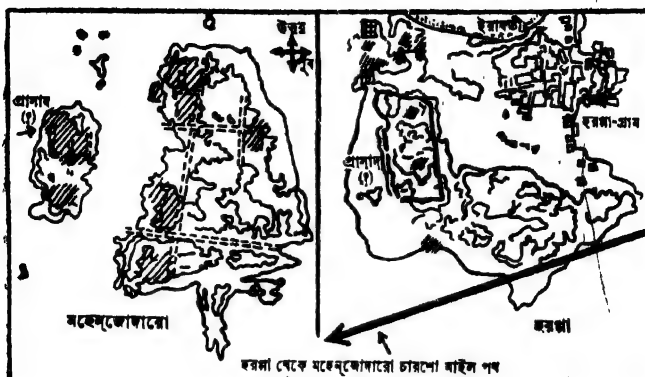 উত্তর
পূর্ব
প্রাসাদ
(?)
মহেন্‌জোদারো
ইরাবতী
হরপ্পা-গ্রাম
প্রাসাদ
(?)
হরপ্পা
হরপ্পা থেকে মহেন্‌জোদারো চারশো মাইল পথ